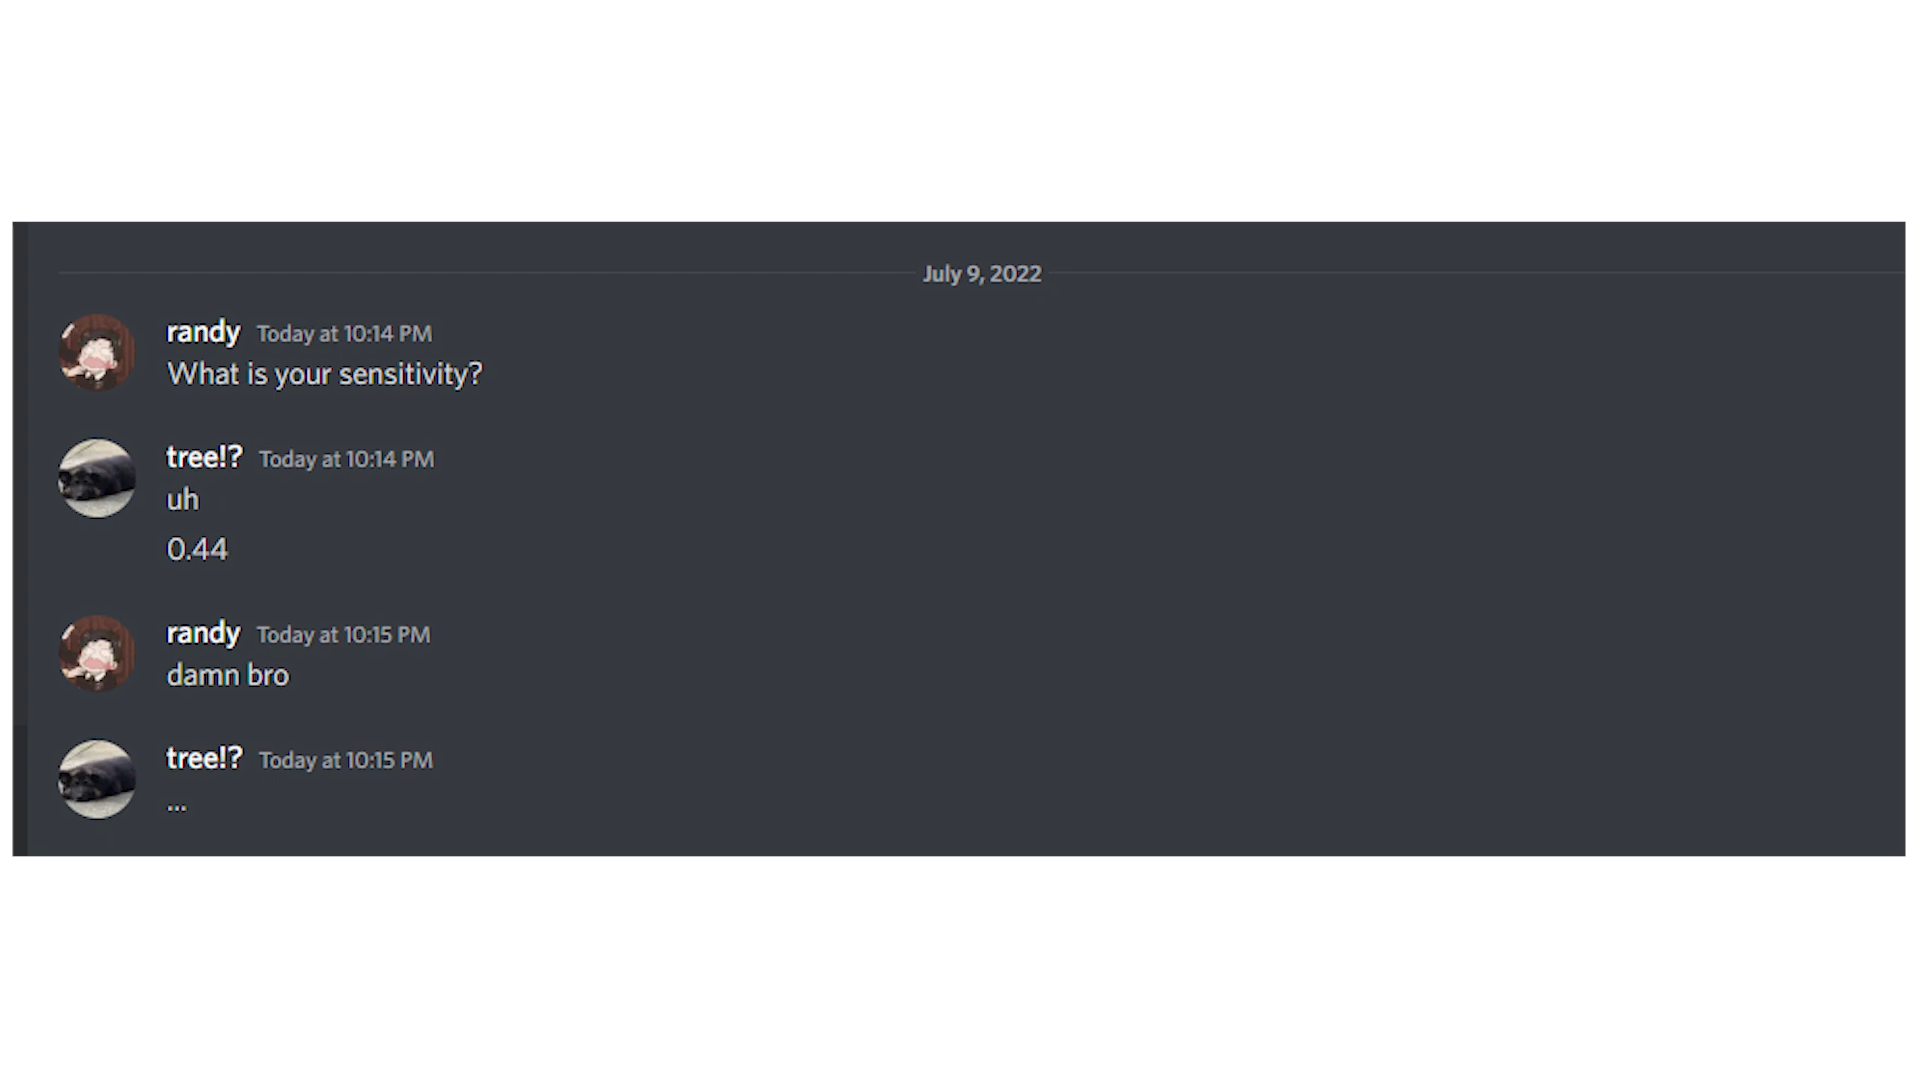 July 9, 2022
randy Today at 10:14 PM
What is your sensitivity?
tree!? Today at 10:14 PM
uh
0.44
randy Today at 10:15 PM
damn bro
tree!? Today at 10:15 PM
...